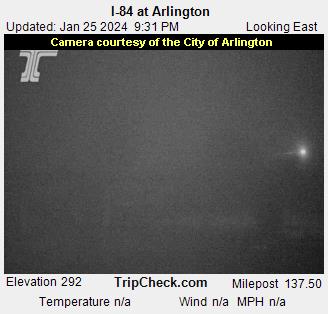 I-84 at Arlington
Updated: Jan 25 2024 9:31 PM Looking East
Camera courtesy of the City of Arlington
Elevation 292 TripCheck.com Milepost 137.50
Temperature n/a Wind n/a MPH n/a